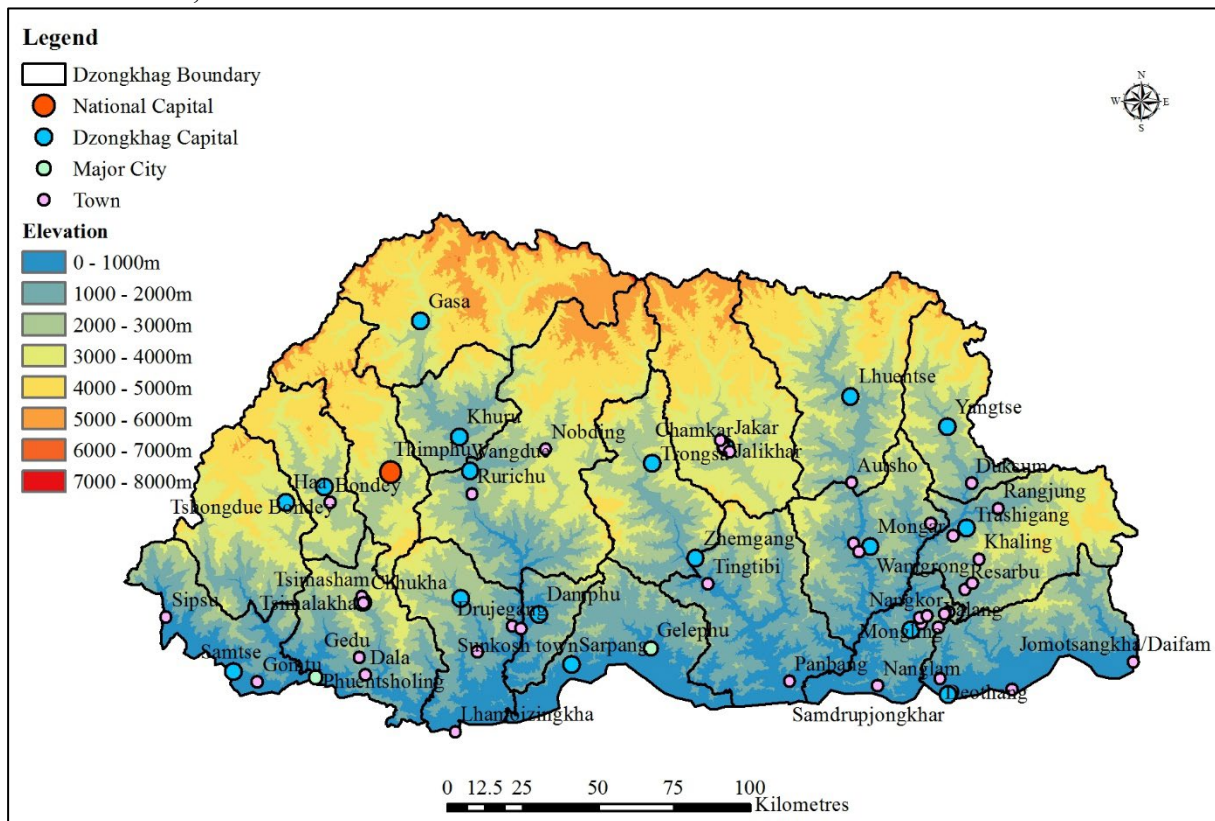 Legend
Dzongkhag Boundary
National Capital
Dzongkhag Capital
Major City
Town
Elevation
0 - 1000m
1000 - 2000m
2000 - 3000m
3000 - 4000m
4000 - 5000m
5000 - 6000m
6000 - 7000m
7000 - 8000m
N
W E
S
Gasa
Lhuentse
Yangtse
Khuru
Nobding
Chamkar
Jakar
Thimphu
Wangdue
Trongsa
Jalikhar
Rurichu
Haa
Bondey
Autsho
Duksum
Rangjung
Tshongdue Bondey
Trashigang
Mongar
Khaling
Zhemgang
Wamrong
Resarbu
Tingtibi
Tsimasham
Chhukha
Tsimalakha
Drujegang
Damphu
Nangkor
Sipsu
Mongling
Gedu
Sunkosh town
Sarpang
Gelephu
Jomotsangkha/Daifam
Samtse
Gomtu
Dala
Panbang
Nanglam
Phuentsholing
Deothang
Lhamoizingkha
Samdrupjongkhar
0 12.5 25 50 75 100
Kilometres